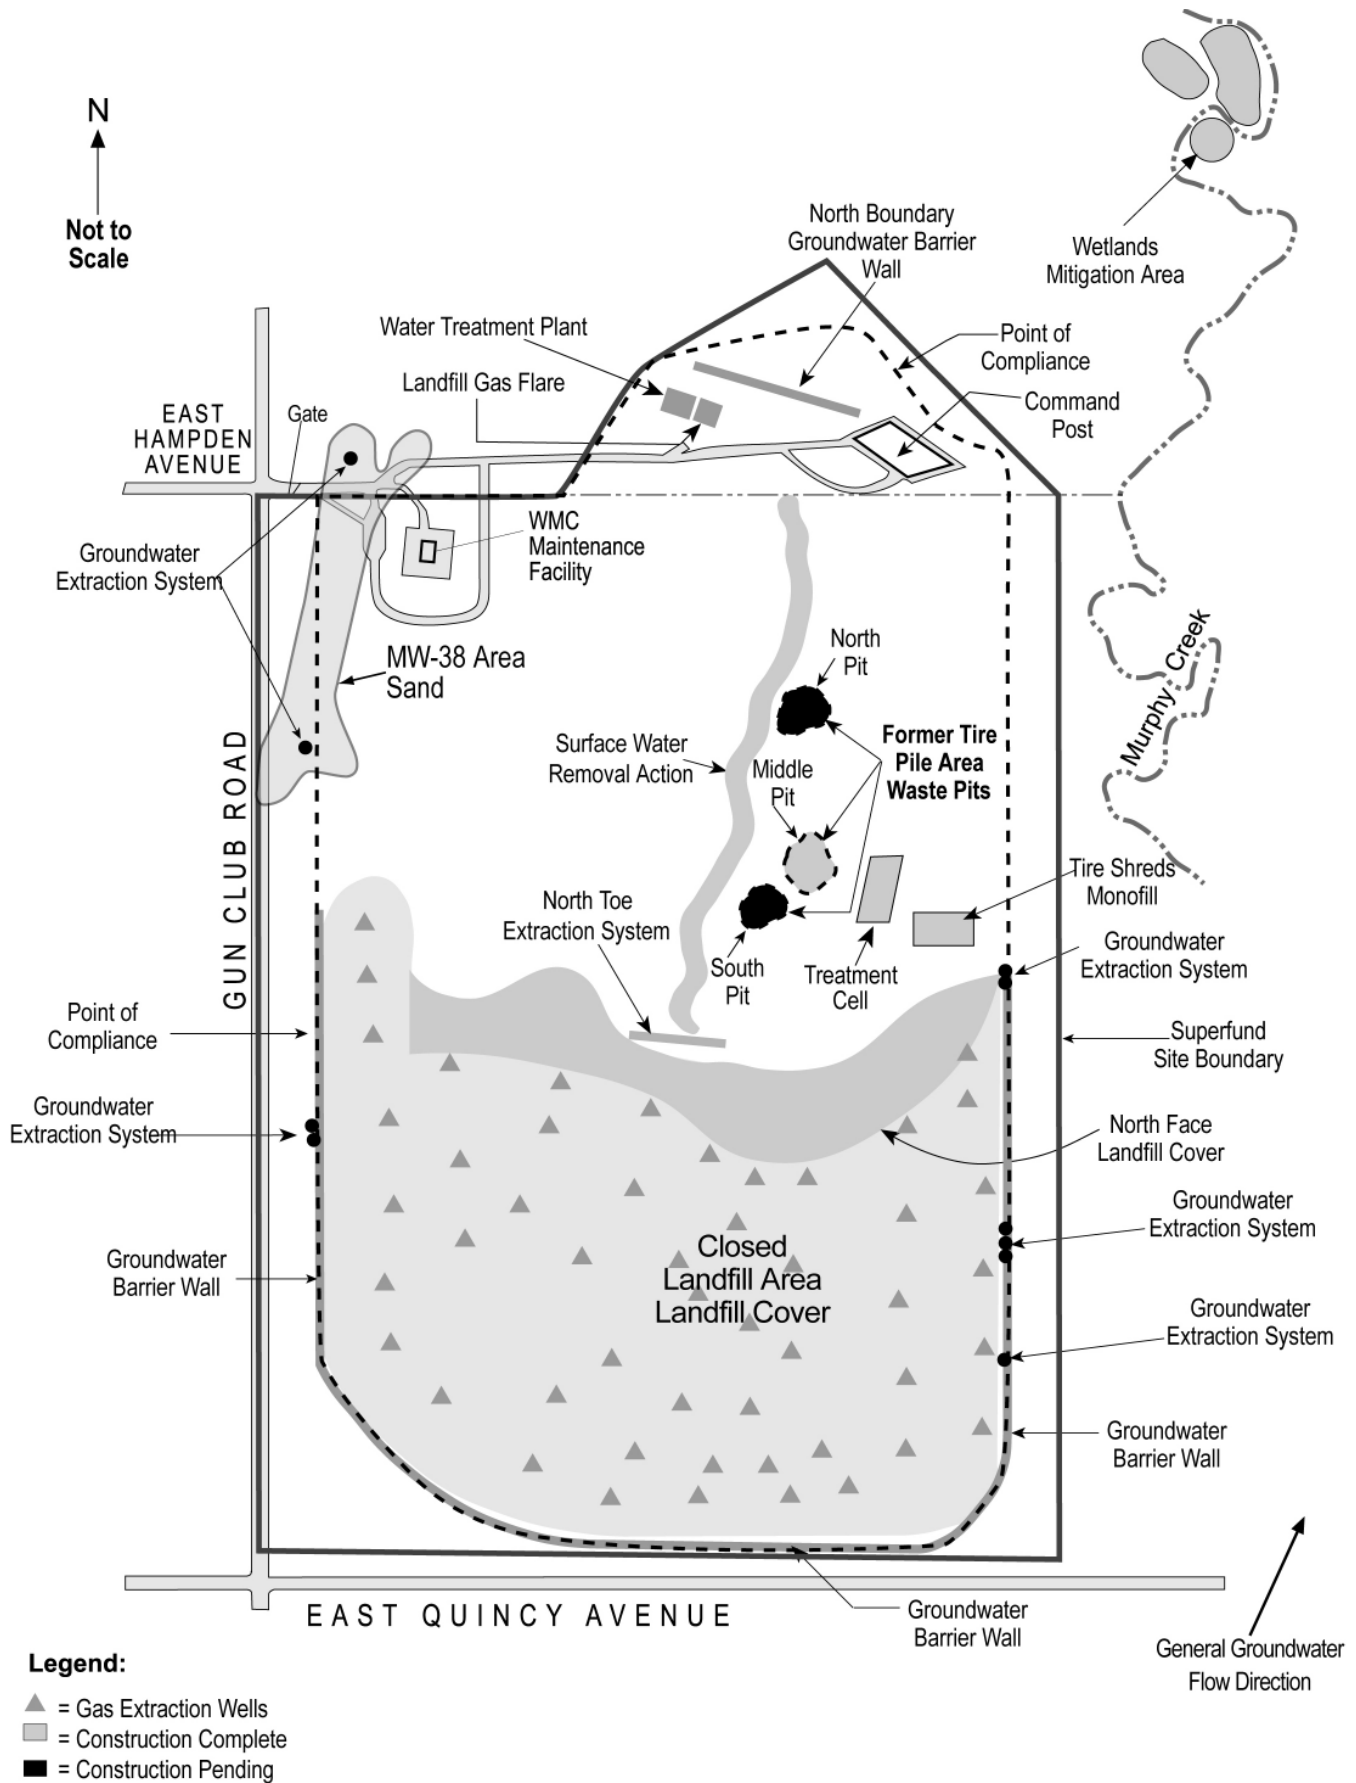 N
Not to
Scale
Wetlands
Mitigation Area
North Boundary
Groundwater Barrier
Wall
Water Treatment Plant
Point of
Compliance
Landfill Gas Flare
Command
Post
EAST
HAMPDEN
AVENUE
Gate
WMC
Maintenance
Facility
Groundwater
Extraction System
MW-38 Area
Sand
North
Pit
Murphy Creek
GUN CLUB ROAD
Surface Water
Removal Action
Former Tire
Pile Area
Waste Pits
Middle
Pit
Tire Shreds
Monofill
North Toe
Extraction System
South
Pit
Treatment
Cell
Groundwater
Extraction System
Point of
Compliance
Superfund
Site Boundary
Groundwater
Extraction System
North Face
Landfill Cover
Groundwater
Extraction System
Groundwater
Barrier Wall
Closed
Landfill Area
Landfill Cover
Groundwater
Extraction System
Groundwater
Barrier Wall
EAST QUINCY AVENUE
Groundwater
Barrier Wall
General Groundwater
Flow Direction
Legend:
= Gas Extraction Wells
= Construction Complete
= Construction Pending